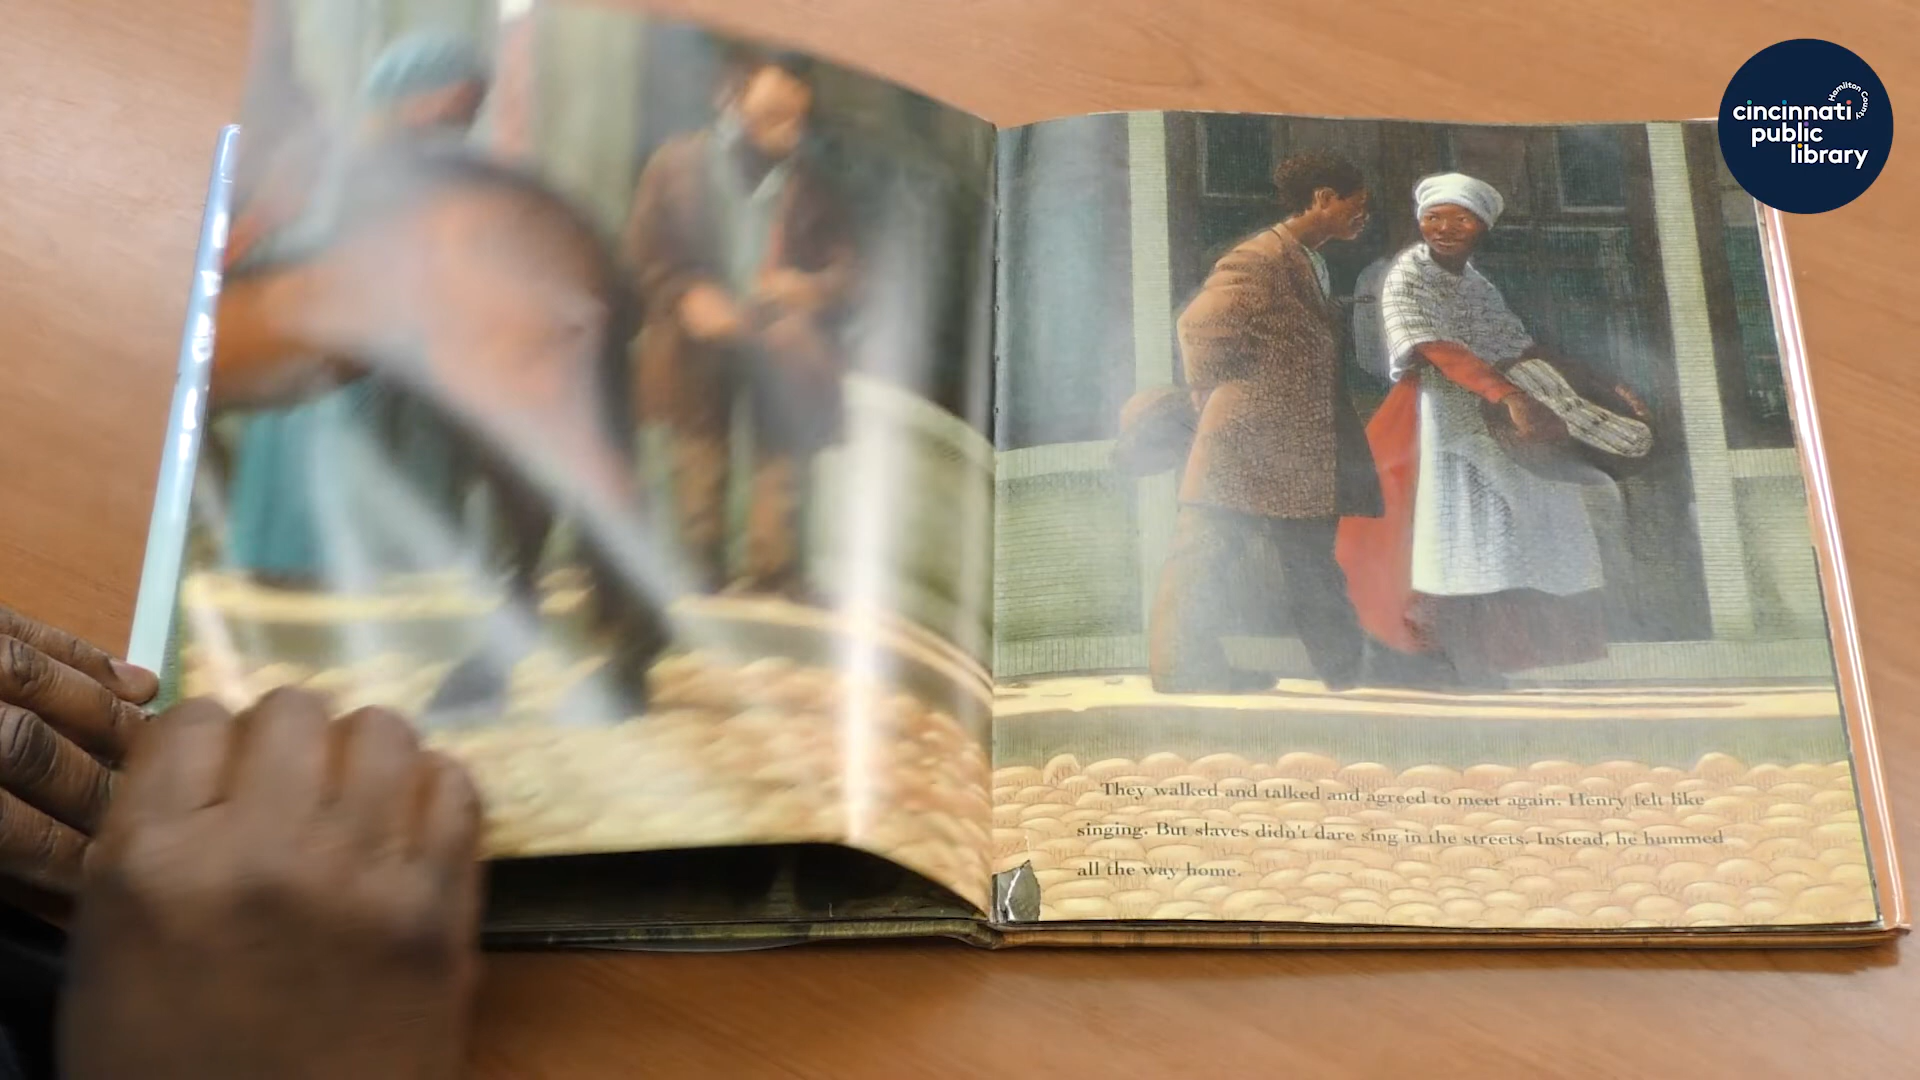 Hamilton County
cincinnati
public
library
They walked and talked and agreed to meet again. Henry felt like
singing. But slaves didn't dare sing in the streets. Instead, he hummed
all the way home.